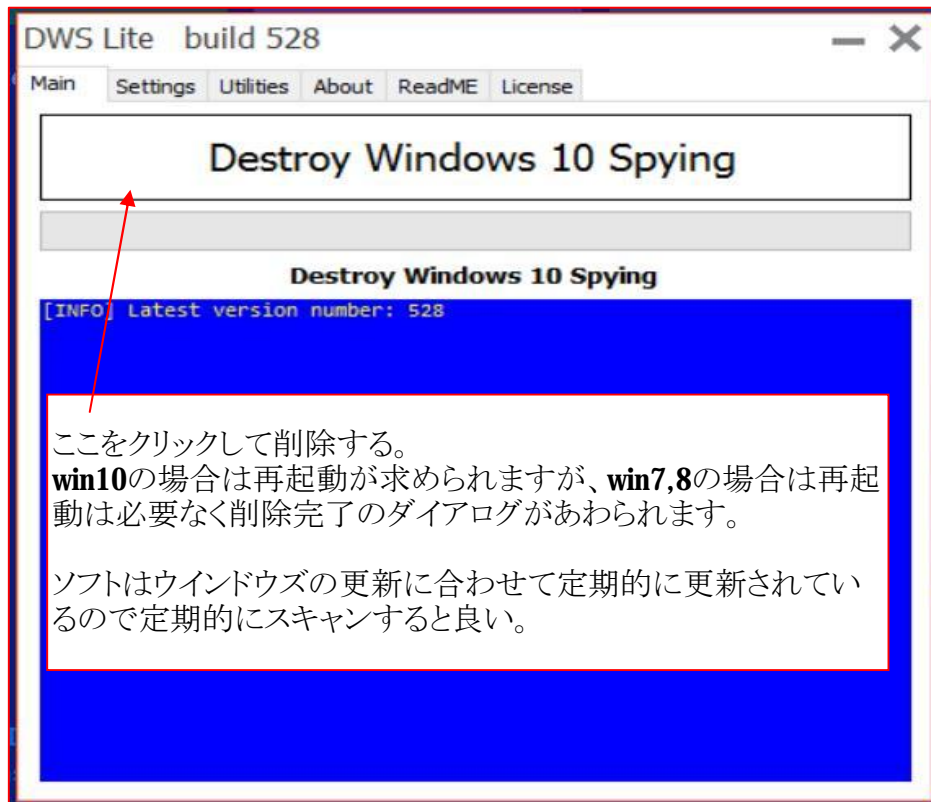 DWS Lite build 528
Main Settings Utilities About ReadME License
Destroy Windows 10 Spying
Destroy Windows 10 Spying
[INFO] Latest version number: 528
ここをクリックして削除する。
win10の場合は再起動が求められますが、win7,8の場合は再起
動は必要なく削除完了のダイアログがあわられます。
ソフトはウインドウズの更新に合わせて定期的に更新されてい
るので定期的にスキャンすると良い。